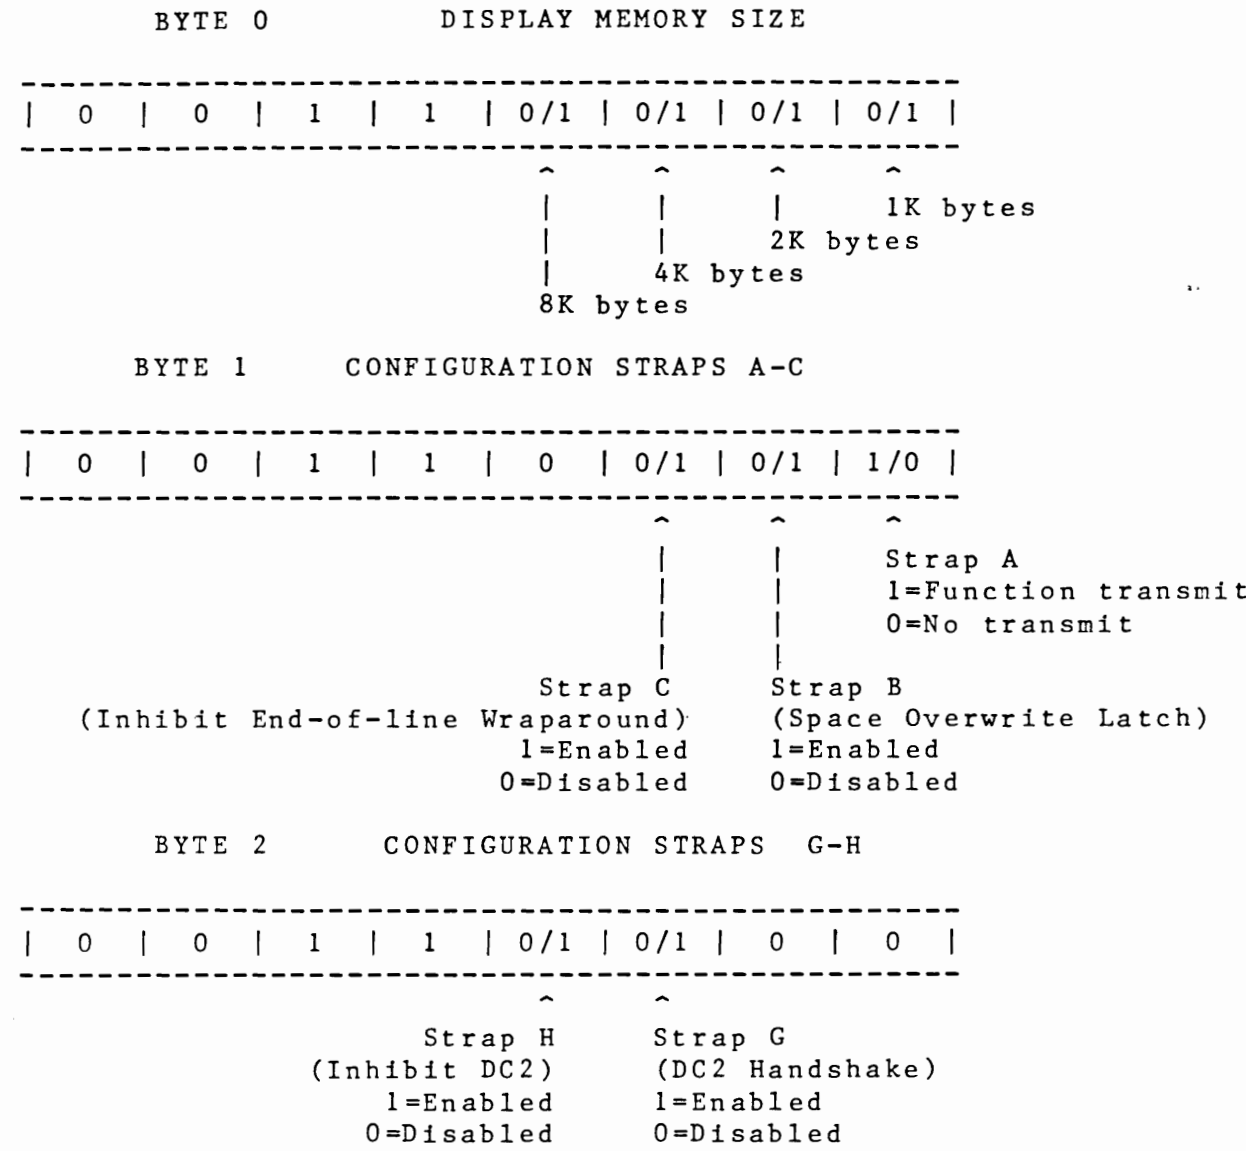 BYTE 0 DISPLAY MEMORY SIZE
| 0 | 0 | 1 | 1 | 0/1 | 0/1 | 0/1 | 0/1 |
^ ^ ^ ^
| | | 1K bytes
| | 2K bytes
| 4K bytes
8K bytes
BYTE 1 CONFIGURATION STRAPS A-C
| 0 | 0 | 1 | 1 | 0 | 0/1 | 0/1 | 1/0 |
^ ^ ^
| | Strap A
| | 1=Function transmit
| | 0=No transmit
| |
Strap C Strap B
(Inhibit End-of-line Wraparound) (Space Overwrite Latch)
1=Enabled 1=Enabled
0=Disabled 0=Disabled
BYTE 2 CONFIGURATION STRAPS G-H
| 0 | 0 | 1 | 1 | 0/1 | 0/1 | 0 | 0 |
^ ^
Strap H Strap G
(Inhibit DC2) (DC2 Handshake)
1=Enabled 1=Enabled
0=Disabled 0=Disabled